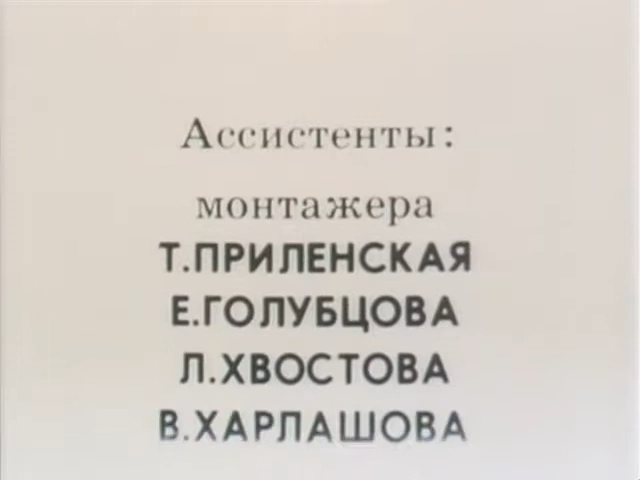 Ассистенты:
монтажера
Т.ПРИЛЕНСКАЯ
Е.ГОЛУБЦОВА
Л.ХВОСТОВА
В.ХАРЛАШОВА